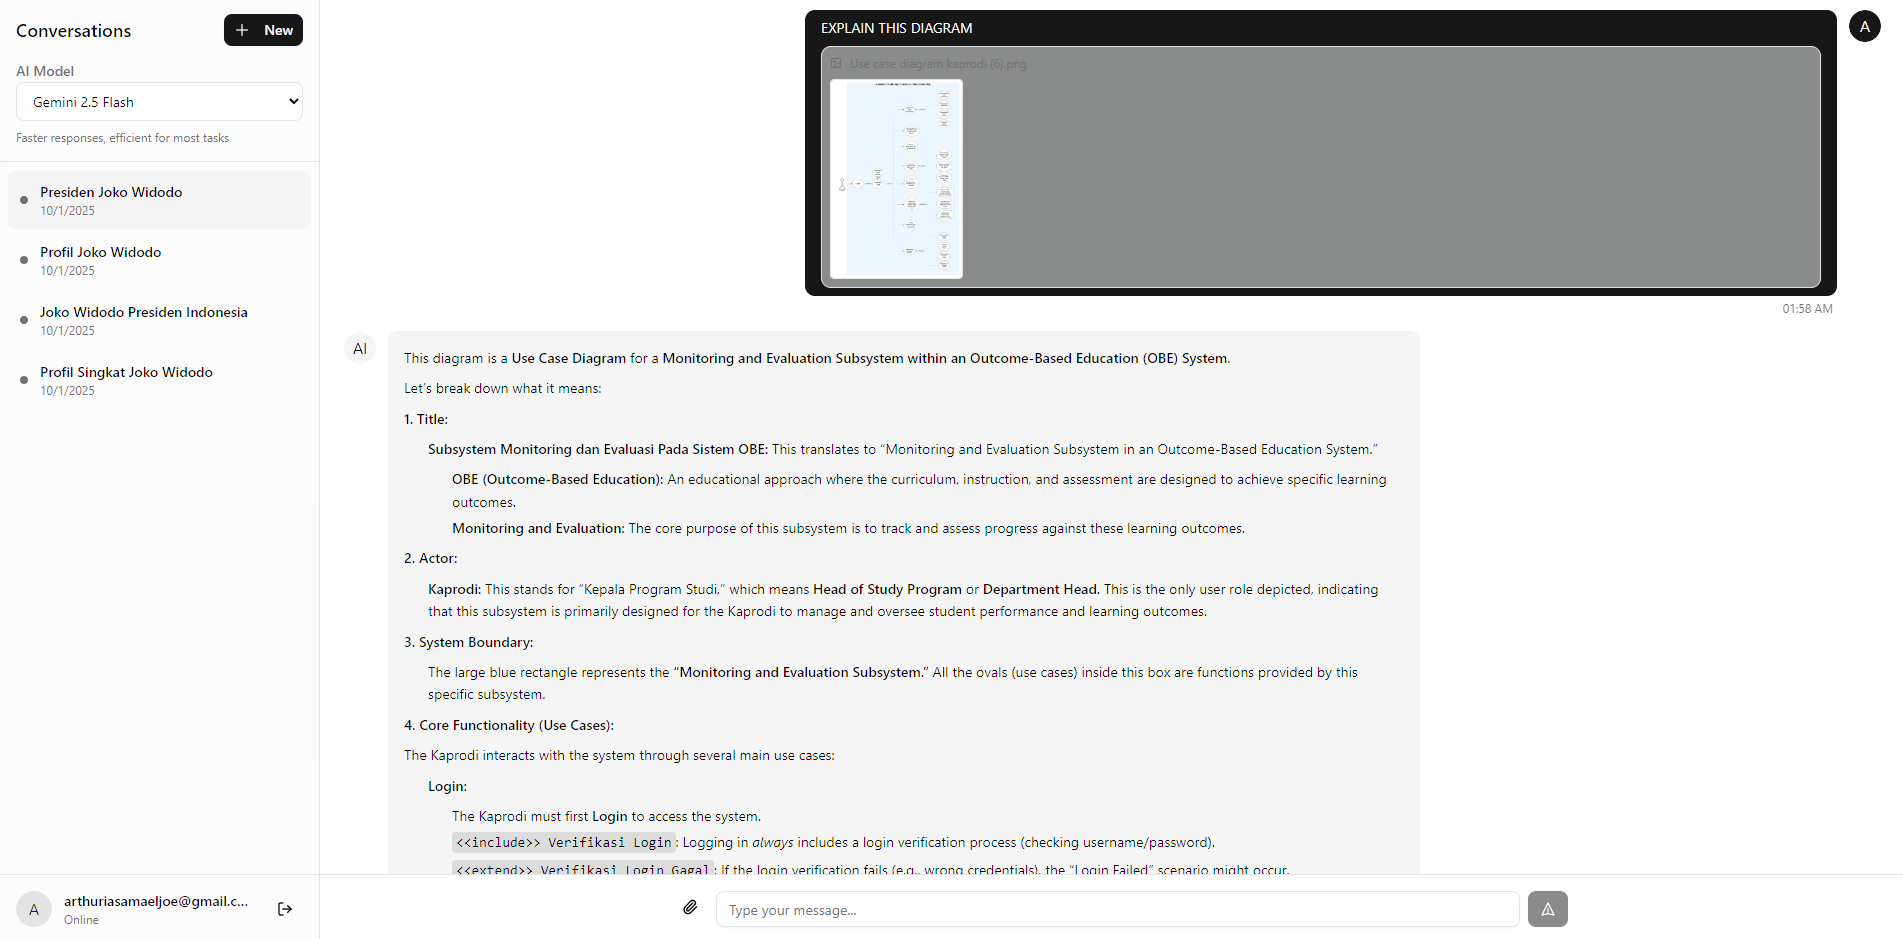 Conversations
New
AI Model
Gemini 2.5 Flash
Faster responses, efficient for most tasks
Presiden Joko Widodo
10/1/2025
Profil Joko Widodo
10/1/2025
Joko Widodo Presiden Indonesia
10/1/2025
Profil Singkat Joko Widodo
10/1/2025
A
arthuriasamaeljoe@gmail.c...
Online
EXPLAIN THIS DIAGRAM
A
Use case diagram kaprodi (6).png
01:58 AM
AI
This diagram is a Use Case Diagram for a Monitoring and Evaluation Subsystem within an Outcome-Based Education (OBE) System.
Let's break down what it means:
1. Title:
Subsystem Monitoring dan Evaluasi Pada Sistem OBE: This translates to "Monitoring and Evaluation Subsystem in an Outcome-Based Education System."
OBE (Outcome-Based Education): An educational approach where the curriculum, instruction, and assessment are designed to achieve specific learning
outcomes.
Monitoring and Evaluation: The core purpose of this subsystem is to track and assess progress against these learning outcomes.
2. Actor:
Kaprodi: This stands for "Kepala Program Studi," which means Head of Study Program or Department Head. This is the only user role depicted, indicating
that this subsystem is primarily designed for the Kaprodi to manage and oversee student performance and learning outcomes.
3. System Boundary:
The large blue rectangle represents the "Monitoring and Evaluation Subsystem." All the ovals (use cases) inside this box are functions provided by this
specific subsystem.
4. Core Functionality (Use Cases):
The Kaprodi interacts with the system through several main use cases:
Login:
The Kaprodi must first Login to access the system.
<<include>> Verifikasi Login: Logging in always includes a login verification process (checking username/password).
<<extend>> Verifikasi Login Gagal: If the login verification fails (e.g., wrong credentials), the "Login Failed" scenario might occur.
Type your message...